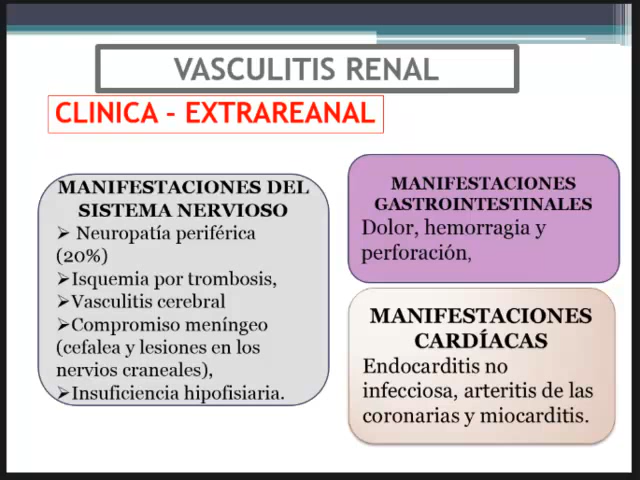 VASCULITIS RENAL
CLINICA - EXTRAREANAL
MANIFESTACIONES DEL
SISTEMA NERVIOSO
➢ Neuropatía periférica
(20%)
➢Isquemia por trombosis,
➢Vasculitis cerebral
➢Compromiso meníngeo
(cefalea y lesiones en los
nervios craneales),
➢Insuficiencia hipofisiaria.
MANIFESTACIONES
GASTROINTESTINALES
Dolor, hemorragia y
perforación,
MANIFESTACIONES
CARDÍACAS
Endocarditis no
infecciosa, arteritis de las
coronarias y miocarditis.